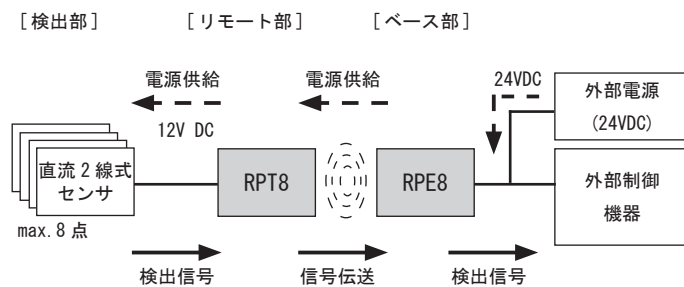 [検出部]
[リモート部]
[ベース部]
電源供給
電源供給
24VDC
12V DC
外部電源
(24VDC)
直流2線式
センサ
RPT8
RPE8
外部制御
機器
max.8点
検出信号
信号伝送
検出信号